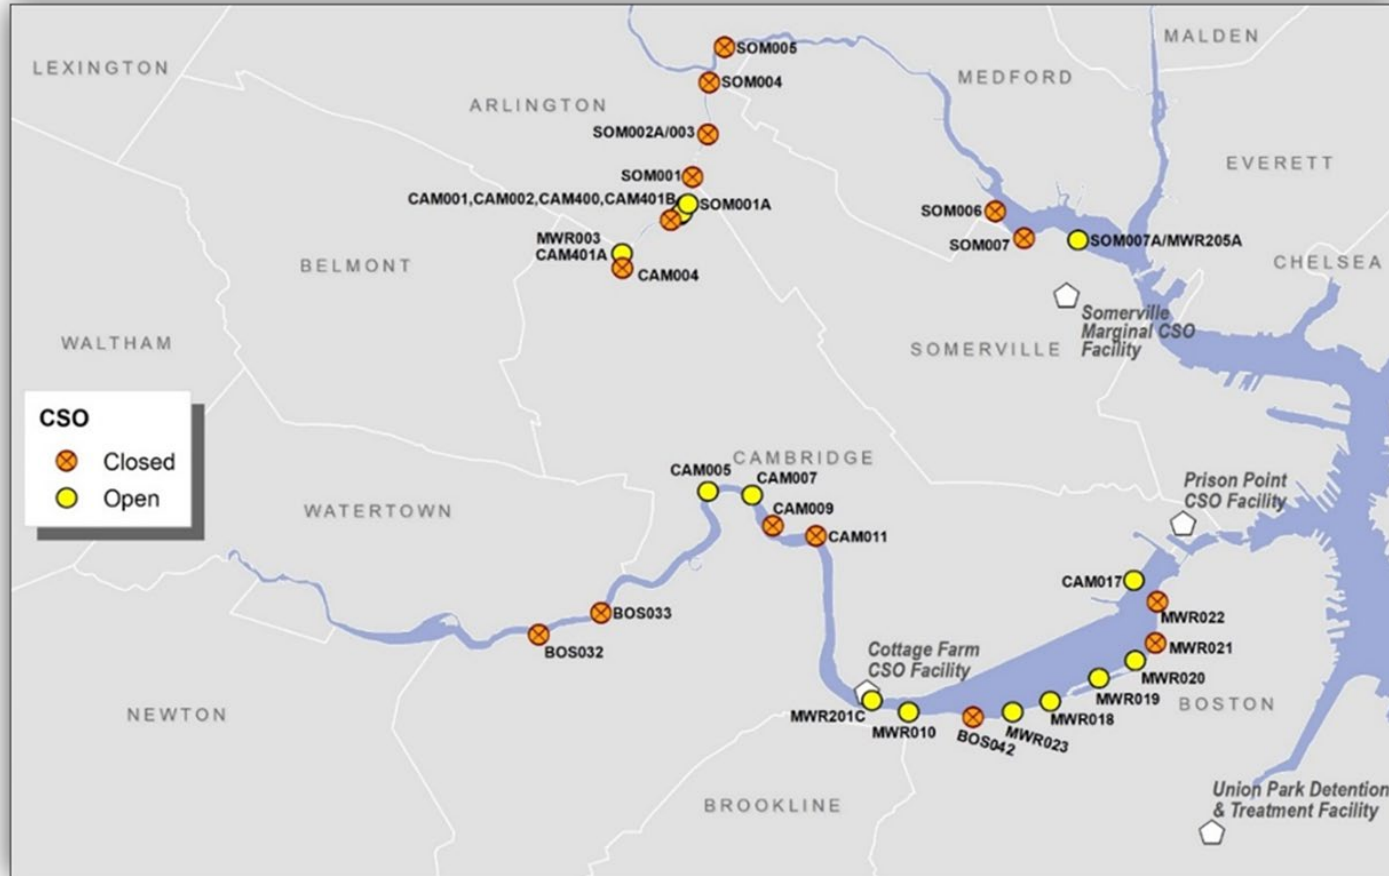 MALDEN
SOM005
LEXINGTON
MEDFORD
SOM004
ARLINGTON
SOM002A/003
EVERETT
SOM001
CAM001,CAM002,CAM400,CAM401B
SOM001A
SOM006
MWR003
CAM401A
SOM007
SOM007A/MWR205A
BELMONT
CHELSEA
CAM004
Somerville
Marginal CSO
Facility
WALTHAM
SOMERVILLE
CSO
Closed
Open
CAMBRIDGE
CAM005
CAM007
Prison Point
CSO Facility
CAM009
WATERTOWN
CAM011
CAM017
BOS033
MWR022
BOS032
MWR021
Cottage Farm
CSO Facility
MWR020
MWR019
BOSTON
NEWTON
MWR201C
MWR018
MWR010
BOS042
MWR023
Union Park Detention
& Treatment Facility
BROOKLINE